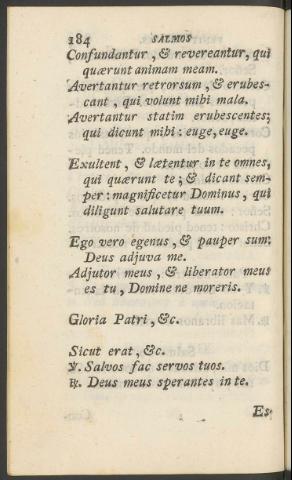 184 SALMOS
Confundantur, & revereantur, qui
quærunt animam meam.
Avertantur retrorsum, & erubes-
cant, qui volunt mihi mala.
Avertantur statim erubescentes;
qui dicunt mihi: euge, euge.
Exultent, & lætentur in te omnes,
qui quærunt te; & dicant sem-
per: magnificetur Dominus, qui
diligunt salutare tuum.
Ego vero egenus, & pauper sum:
Deus adjuva me.
Adjutor meus, & liberator meus
es tu, Domine ne moreris.
Gloria Patri, &c.
Sicut erat, &c.
℣. Salvos fac servos tuos.
℟. Deus meus sperantes in te.
Es